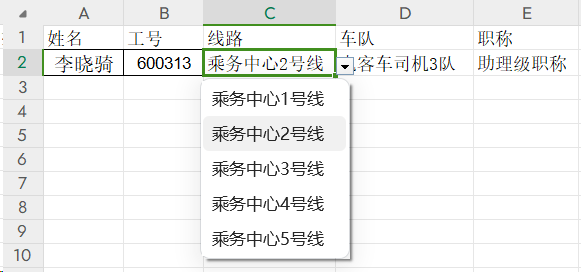 A B C D E
1 姓名 工号 线路 车队 职称
2 李晓骑 600313 乘务中心2号线 客车司机3队 助理级职称
3 乘务中心1号线
4
5 乘务中心2号线
6 乘务中心3号线
7
8 乘务中心4号线
9 乘务中心5号线
10